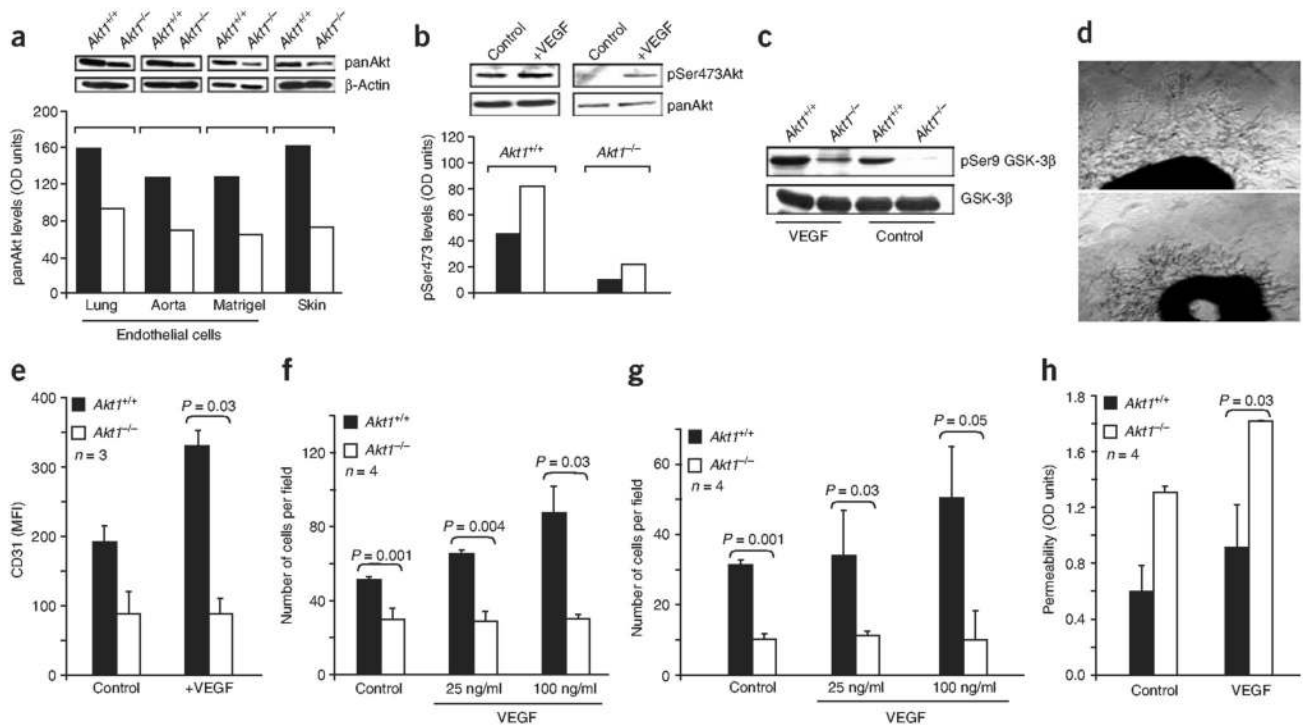 a
Akt1+/+ Akt1–/– Akt1+/+ Akt1–/– Akt1+/+ Akt1–/– Akt1+/+ Akt1–/–
panAkt
β-Actin
panAkt levels (OD units)
200
160
120
80
40
0
Lung Aorta Matrigel Skin
Endothelial cells
b
Control +VEGF Control +VEGF
pSer473Akt
panAkt
pSer473 levels (OD units)
120
100
80
60
40
20
0
Akt1+/+ Akt1–/–
c
Akt1+/+ Akt1–/– Akt1+/+ Akt1–/–
pSer9 GSK-3β
GSK-3β
VEGF Control
d
e
CD31 (MFI)
400
300
200
100
0
Akt1+/+
Akt1–/–
n = 3
P = 0.03
Control +VEGF
f
Number of cells per field
120
90
60
30
0
Akt1+/+
Akt1–/–
n = 4
P = 0.001
P = 0.004
P = 0.03
Control 25 ng/ml 100 ng/ml
VEGF
g
Number of cells per field
60
40
20
0
Akt1+/+
Akt1–/–
n = 4
P = 0.001
P = 0.03
P = 0.05
Control 25 ng/ml 100 ng/ml
VEGF
h
Permeability (OD units)
1.8
1.4
1.0
0.6
0.3
0.0
Akt1+/+
Akt1–/–
n = 4
P = 0.03
Control VEGF